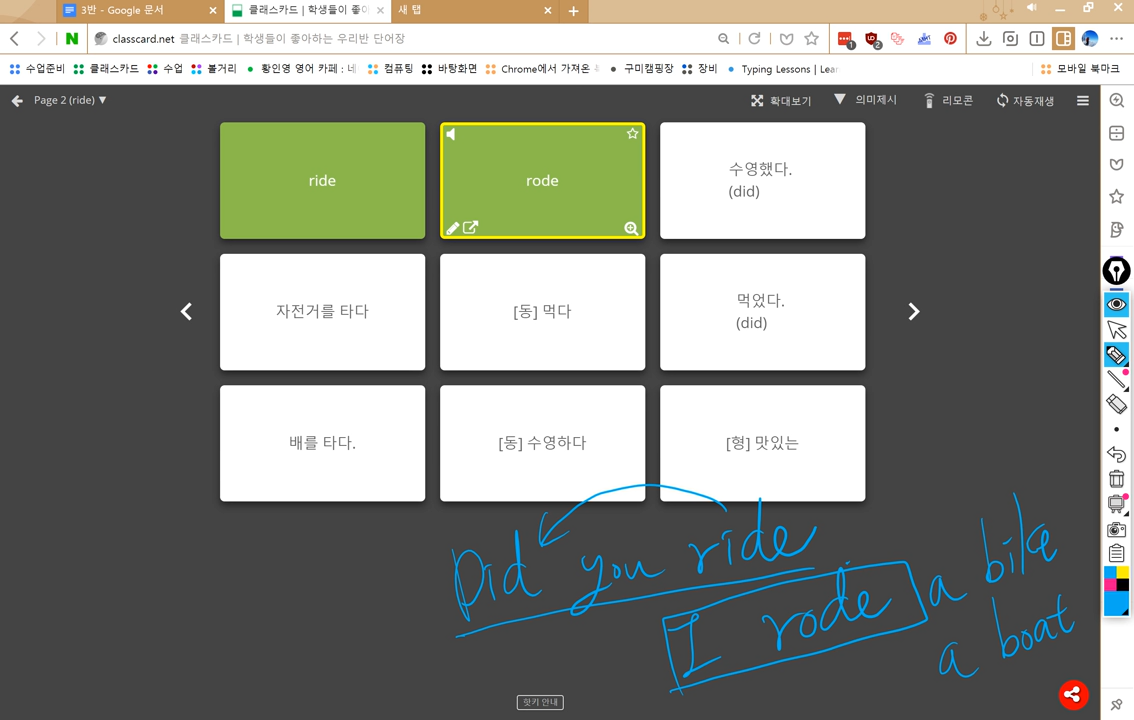 3반 - Google 문서
클래스카드 | 학생들이 좋아
새 탭
N classcard.net 클래스카드 | 학생들이 좋아하는 우리반 단어장
1 2
수업준비 클래스카드 수업 볼거리 황인영 영어 카페 : 네 컴퓨팅 바탕화면 Chrome에서 가져온 구미캠핑장 장비 Typing Lessons | Lear 모바일 북마크
Page 2 (ride) 확대보기 의미제시 리모콘 자동재생
ride
rode
수영했다.
(did)
자전거를 타다
[동] 먹다
먹었다.
(did)
배를 타다.
[동] 수영하다
[형] 맛있는
Did you ride
a bike
I rode
a boat
핫키 안내